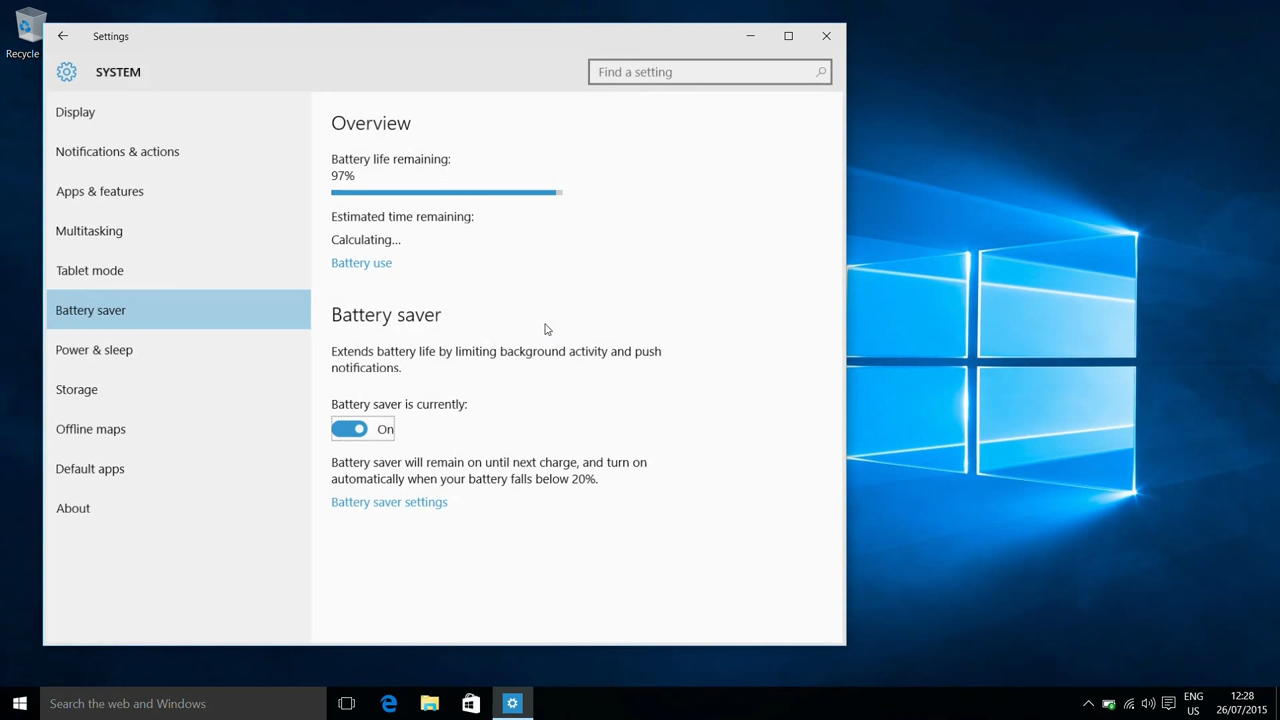 Recycle
Settings
SYSTEM
Find a setting
Display
Notifications & actions
Apps & features
Multitasking
Tablet mode
Battery saver
Power & sleep
Storage
Offline maps
Default apps
About
Overview
Battery life remaining:
97%
Estimated time remaining:
Calculating...
Battery use
Battery saver
Extends battery life by limiting background activity and push
notifications.
Battery saver is currently:
On
Battery saver will remain on until next charge, and turn on
automatically when your battery falls below 20%.
Battery saver settings
Search the web and Windows
ENG
US
12:28
26/07/2015